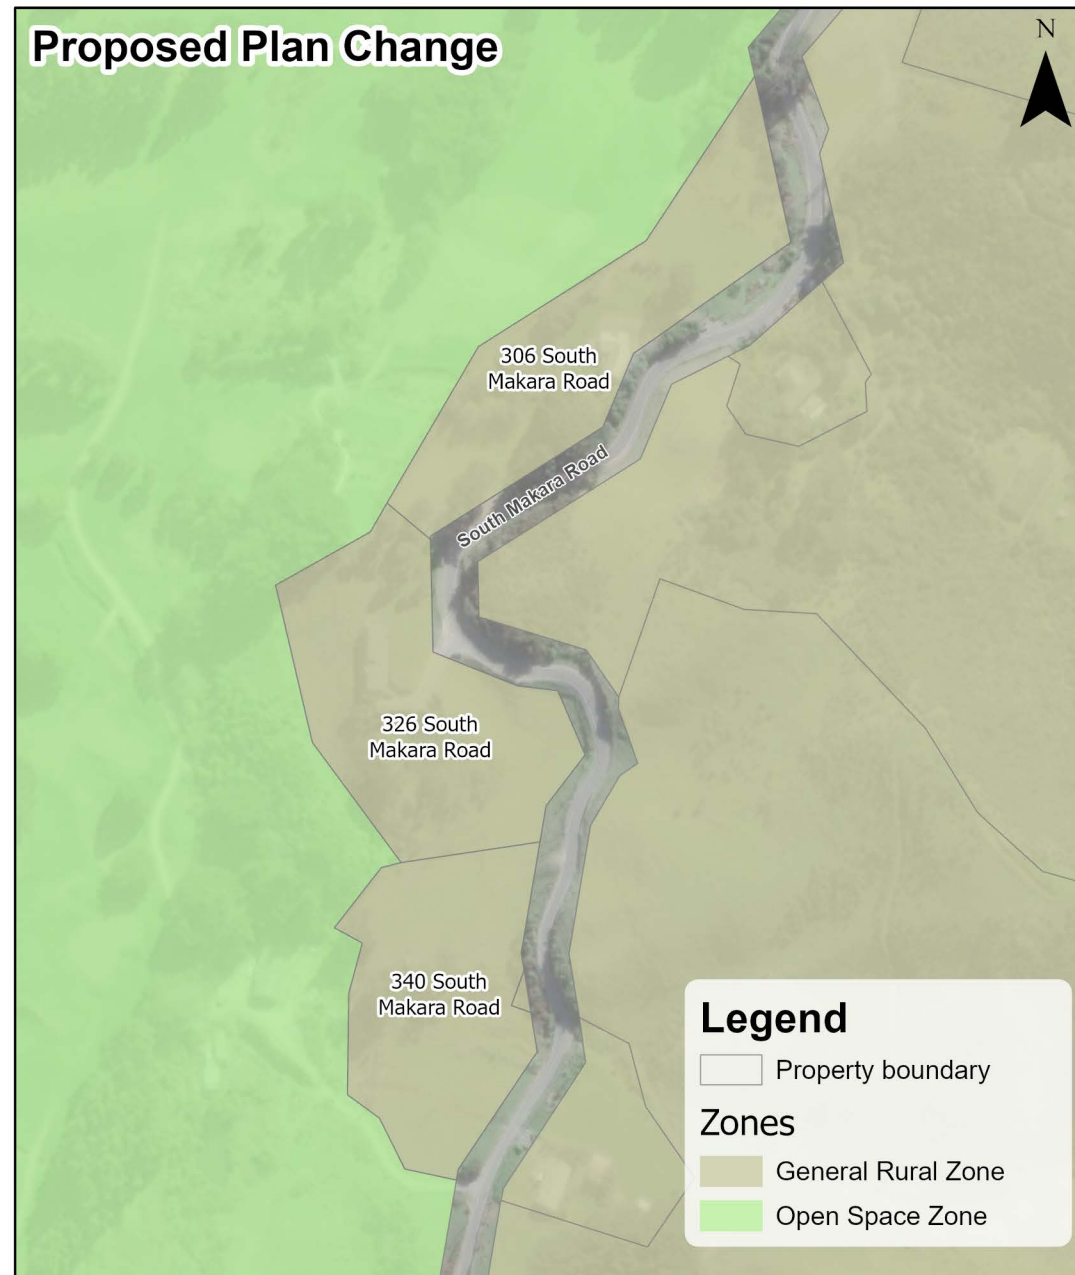 Proposed Plan Change
N
306 South
Makara Road
South Makara Road
326 South
Makara Road
340 South
Makara Road
Legend
Property boundary
Zones
General Rural Zone
Open Space Zone